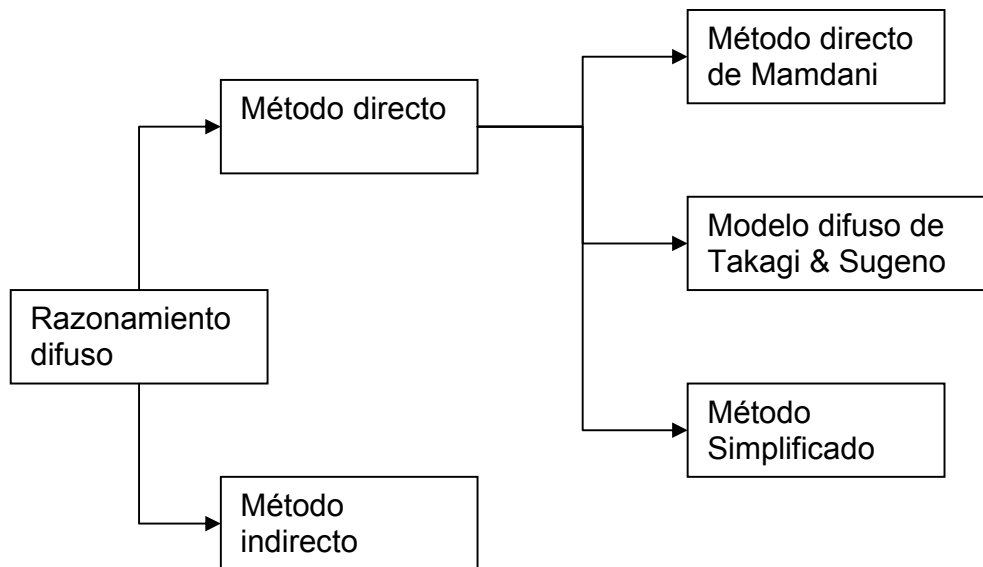 Método directo
de Mamdani
Método directo
Modelo difuso de
Takagi & Sugeno
Razonamiento
difuso
Método
Simplificado
Método
indirecto